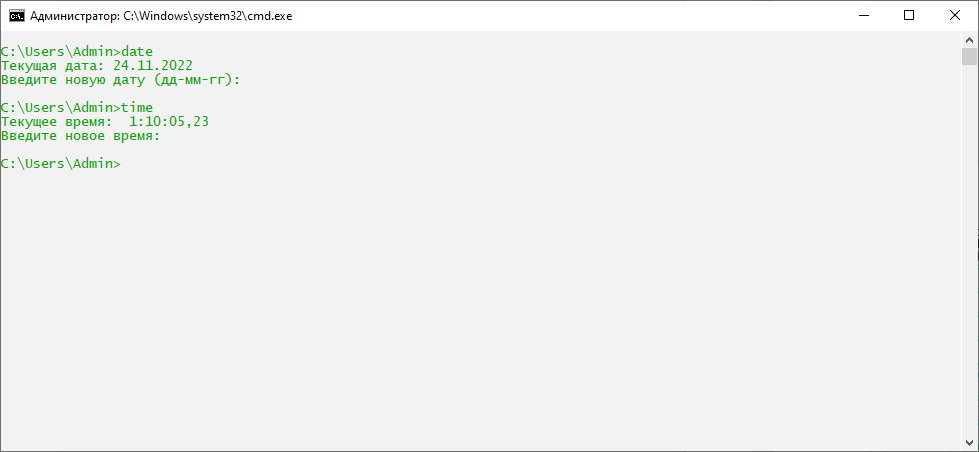 Администратор: C:\Windows\system32\cmd.exe
C:\Users\Admin>date
Текущая дата: 24.11.2022
Введите новую дату (дд-мм-гг):
C:\Users\Admin>time
Текущее время:  1:10:05,23
Введите новое время:
C:\Users\Admin>